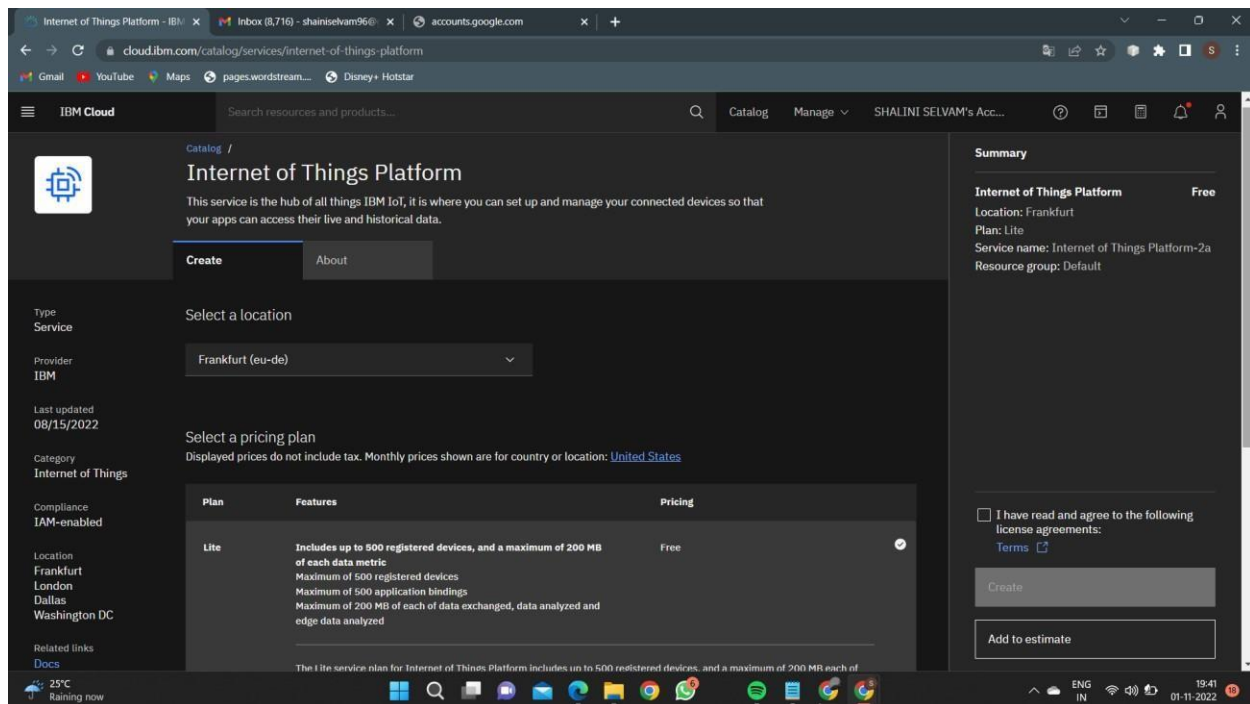 Internet of Things Platform - IBM
Inbox (8,716) - shainiselvam96@
accounts.google.com
cloud.ibm.com/catalog/services/internet-of-things-platform
Gmail YouTube Maps pages.wordstream.... Disney+ Hotstar
IBM Cloud
Search resources and products...
Catalog Manage SHALINI SELVAM's Acc...
Catalog /
Internet of Things Platform
This service is the hub of all things IBM IoT, it is where you can set up and manage your connected devices so that
your apps can access their live and historical data.
Create About
Type
Service
Provider
IBM
Last updated
08/15/2022
Category
Internet of Things
Compliance
IAM-enabled
Location
Frankfurt
London
Dallas
Washington DC
Related links
Docs
Select a location
Frankfurt (eu-de)
Select a pricing plan
Displayed prices do not include tax. Monthly prices shown are for country or location: United States
Plan Features Pricing
Lite
Includes up to 500 registered devices, and a maximum of 200 MB
of each data metric
Free
Maximum of 500 registered devices
Maximum of 500 application bindings
Maximum of 200 MB of each of data exchanged, data analyzed and
edge data analyzed
The Lite service plan for Internet of Things Platform includes up to 500 registered devices, and a maximum of 200 MB each of
Summary
Internet of Things Platform Free
Location: Frankfurt
Plan: Lite
Service name: Internet of Things Platform-2a
Resource group: Default
I have read and agree to the following
license agreements:
Terms
Create
Add to estimate
25°C
Raining now
ENG
IN
19:41
01-11-2022
18